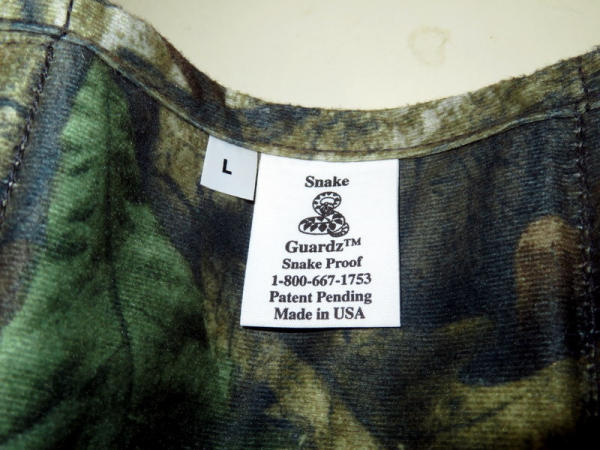 L
Snake
Guardz™
Snake Proof
1-800-667-1753
Patent Pending
Made in USA